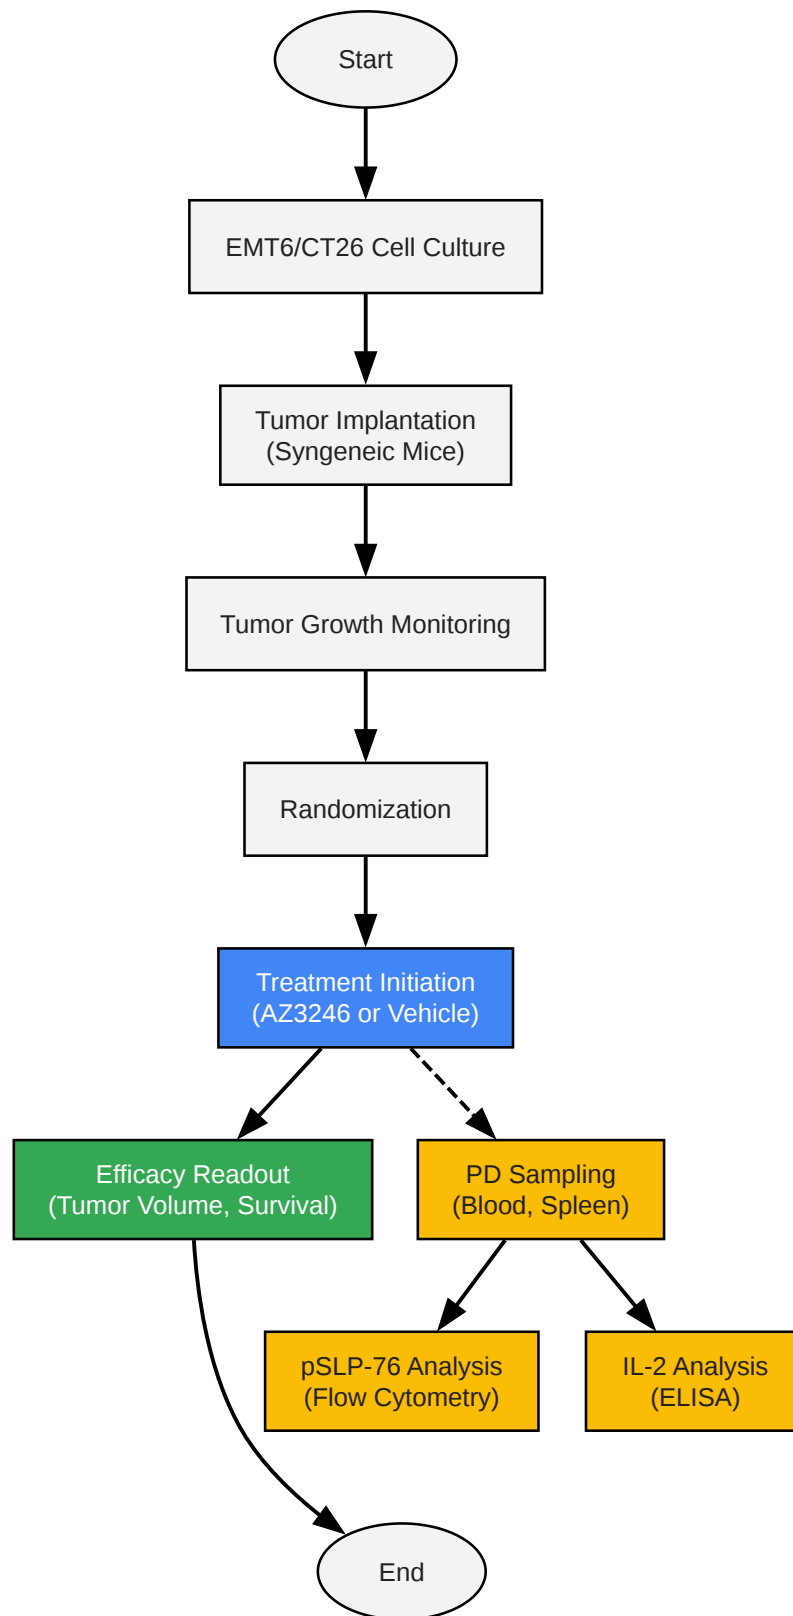 Start
EMT6/CT26 Cell Culture
Tumor Implantation
(Syngeneic Mice)
Tumor Growth Monitoring
Randomization
Treatment Initiation
(AZ3246 or Vehicle)
Efficacy Readout
(Tumor Volume, Survival)
PD Sampling
(Blood, Spleen)
pSLP-76 Analysis
(Flow Cytometry)
IL-2 Analysis
(ELISA)
End